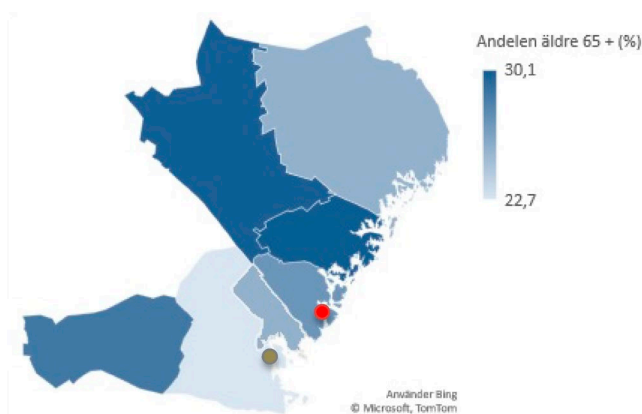 Andelen äldre 65 + (%)
30,1
22,7
Använder Bing
© Microsoft, TomTom